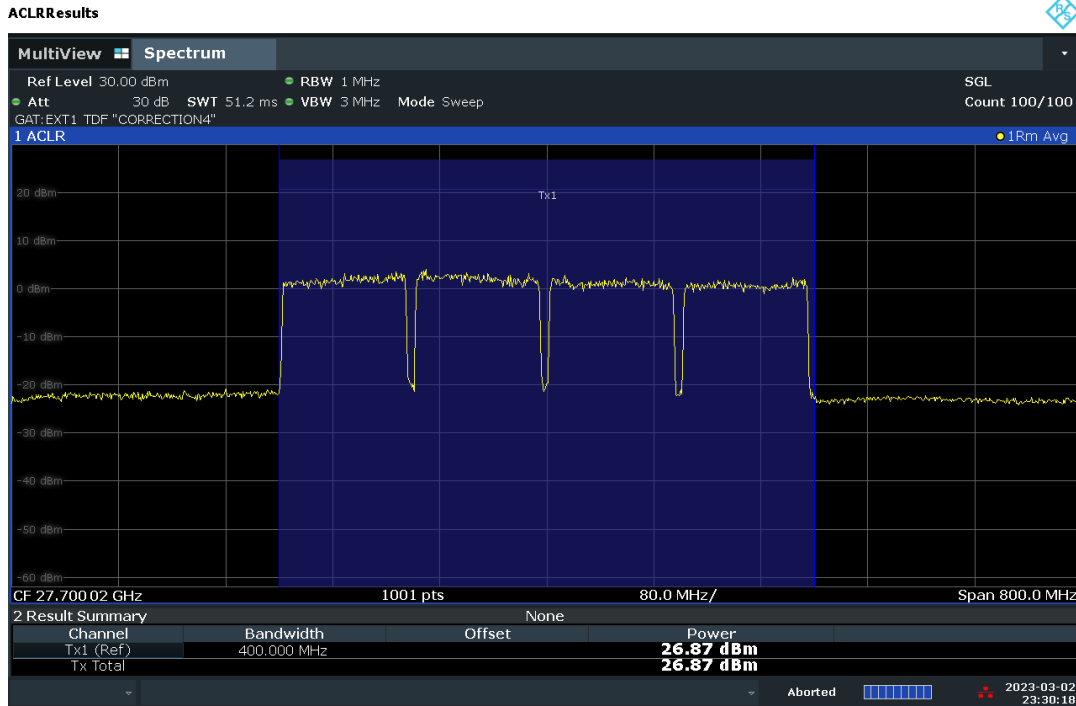 ACLRResults
R&S
MultiView Spectrum
Ref Level 30.00 dBm RBW 1 MHz SGL
Att 30 dB SWT 51.2 ms VBW 3 MHz Mode Sweep Count 100/100
GAT:EXT1 TDF "CORRECTION4"
1 ACLR 1Rm Avg
Tx1
20 dBm
10 dBm
0 dBm
-10 dBm
-20 dBm
-30 dBm
-40 dBm
-50 dBm
-60 dBm
CF 27.700 02 GHz 1001 pts 80.0 MHz/ Span 800.0 MHz
2 Result Summary None
Channel Bandwidth Offset Power
Tx1 (Ref) 400.000 MHz 26.87 dBm
Tx Total 26.87 dBm
Aborted 2023-03-02
23:30:18